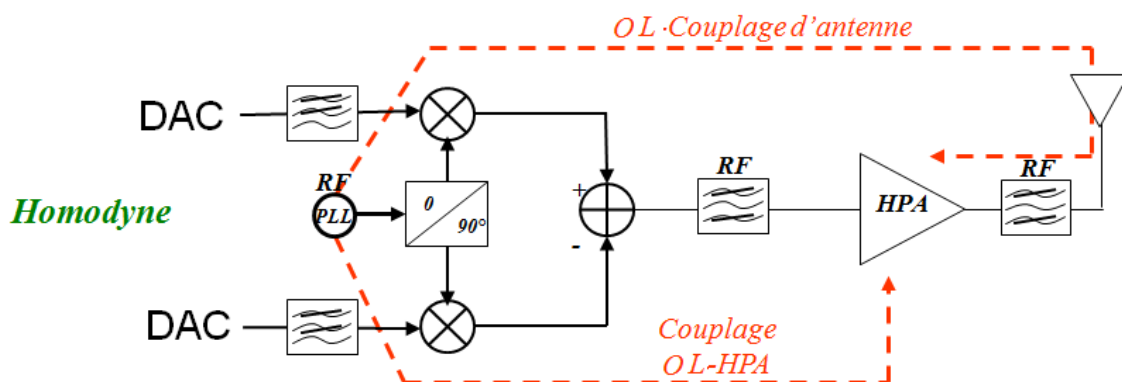 O L ·Couplage d'antenne
DAC
RF
PLL
0
90°
Homodyne
+
-
RF
HPA
RF
DAC
Couplage
O L-HPA